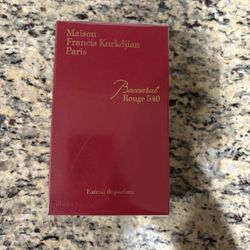 Maison
Francis Kurkdjian
Paris
Baccarat
Rouge 540
Extrait de parfum